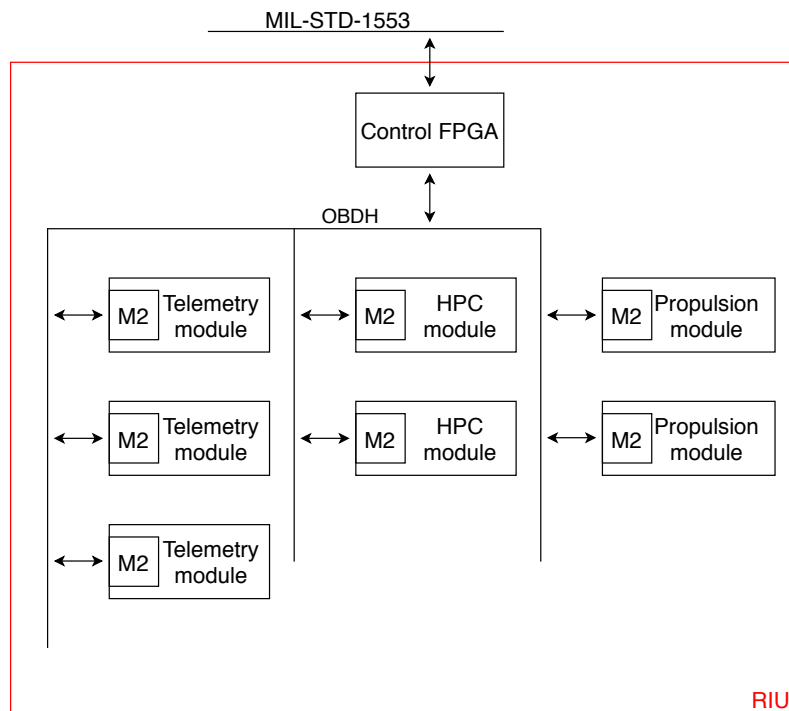 MIL-STD-1553
Control FPGA
OBDH
M2
Telemetry
module
M2
HPC
module
M2
Propulsion
module
M2
Telemetry
module
M2
HPC
module
M2
Propulsion
module
M2
Telemetry
module
RIU